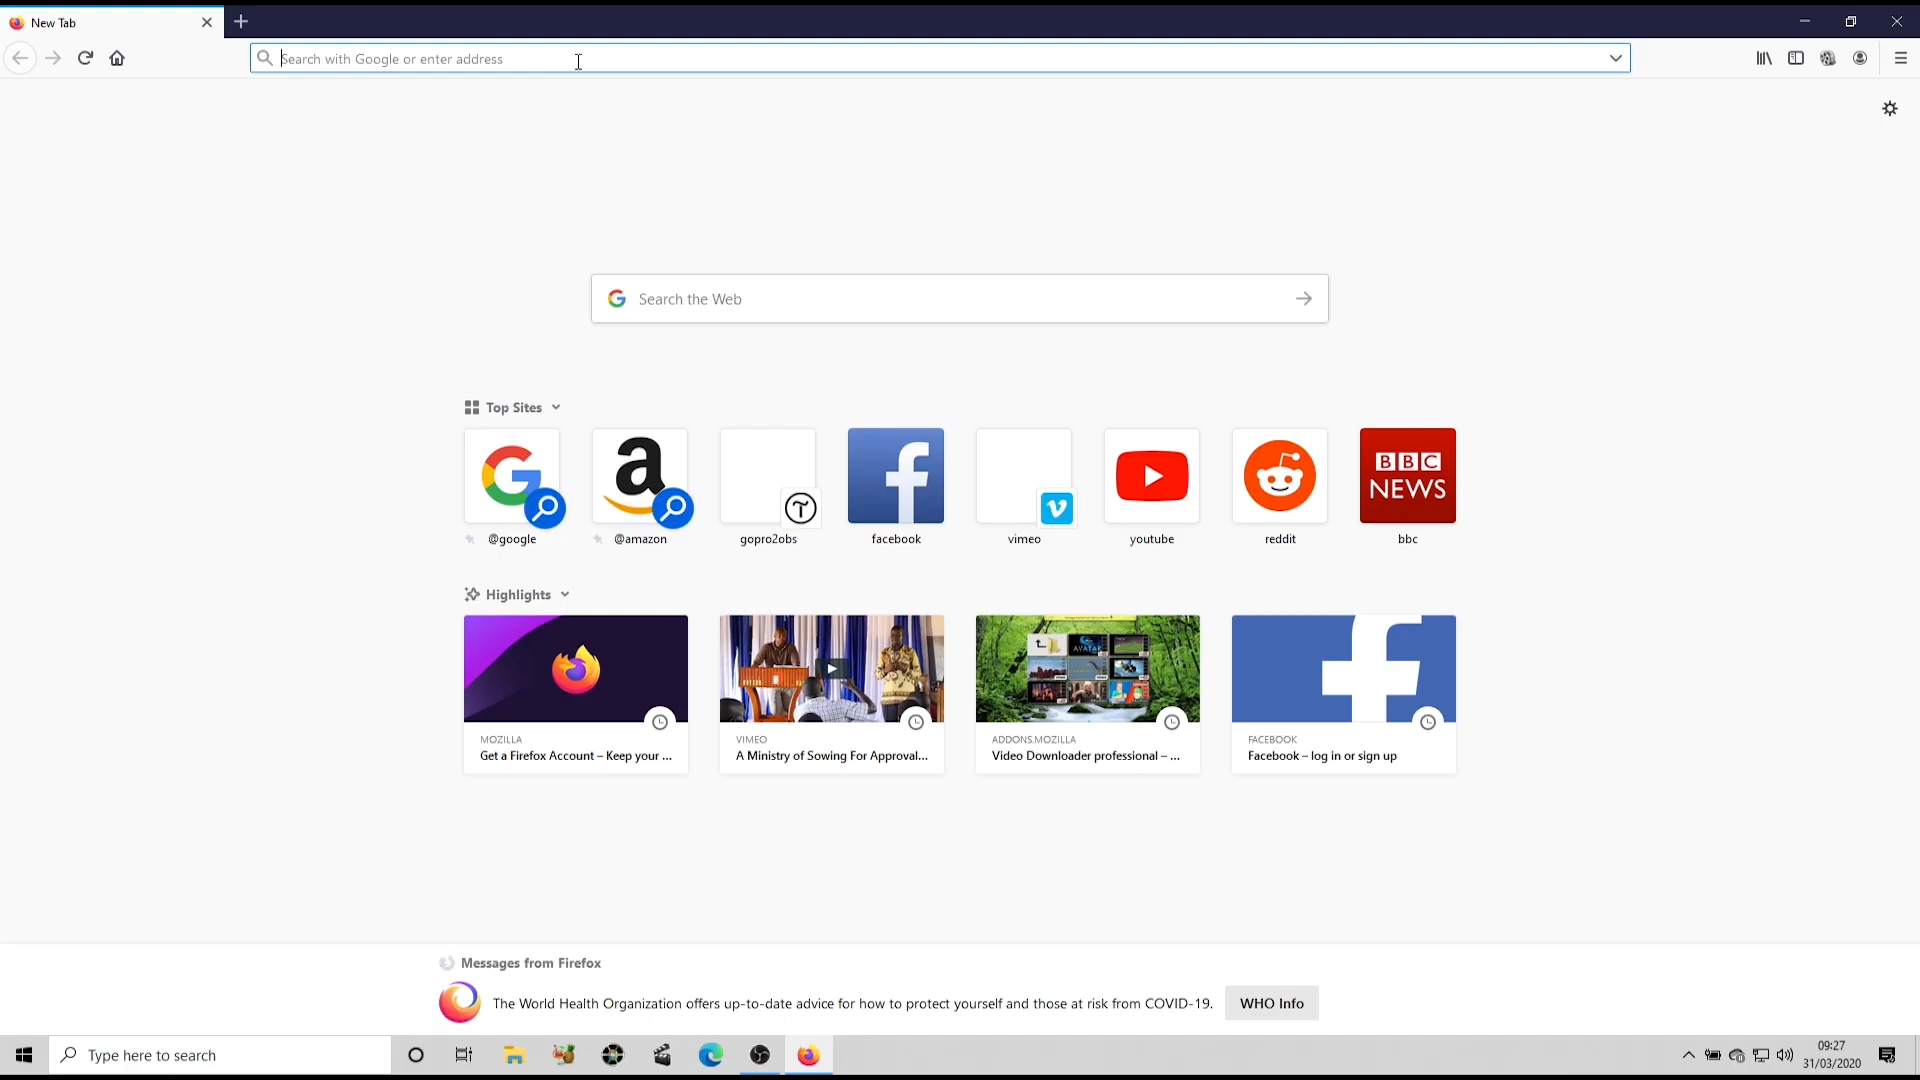 New Tab
Search with Google or enter address
Search the Web
Top Sites
@google
@amazon
gopro2obs
facebook
vimeo
youtube
reddit
BBC
NEWS
bbc
Highlights
MOZILLA
Get a Firefox Account – Keep your ...
VIMEO
A Ministry of Sowing For Approval...
ADDONS.MOZILLA
Video Downloader professional – ...
FACEBOOK
Facebook – log in or sign up
Messages from Firefox
The World Health Organization offers up-to-date advice for how to protect yourself and those at risk from COVID-19.
WHO Info
Type here to search
09:27
31/03/2020